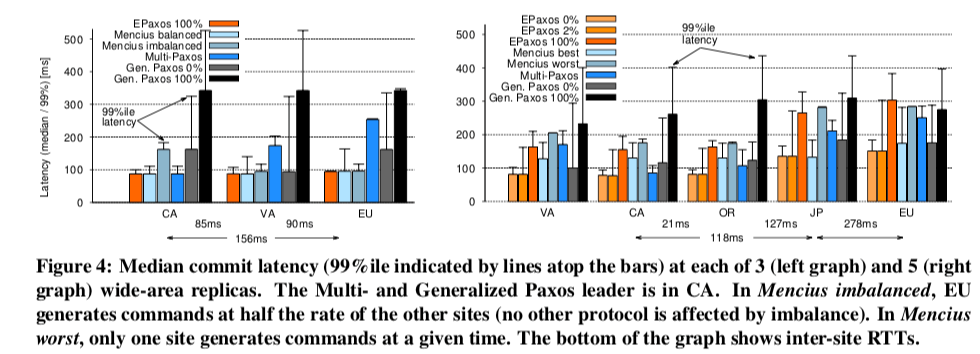 EPaxos 100%
Mencius balanced
Mencius imbalanced
Multi-Paxos
Gen. Paxos 0%
Gen. Paxos 100%
99%ile
latency
Latency (median / 99%) [ms]
500
400
300
200
100
0
CA VA EU
85ms 90ms
156ms
EPaxos 0%
EPaxos 2%
EPaxos 100%
Mencius best
Mencius worst
Multi-Paxos
Gen. Paxos 0%
Gen. Paxos 100%
99%ile
latency
500
400
300
200
100
0
VA CA OR JP EU
21ms 127ms 278ms
118ms
Figure 4: Median commit latency (99%ile indicated by lines atop the bars) at each of 3 (left graph) and 5 (right
graph) wide-area replicas. The Multi- and Generalized Paxos leader is in CA. In Mencius imbalanced, EU
generates commands at half the rate of the other sites (no other protocol is affected by imbalance). In Mencius
worst, only one site generates commands at a given time. The bottom of the graph shows inter-site RTTs.